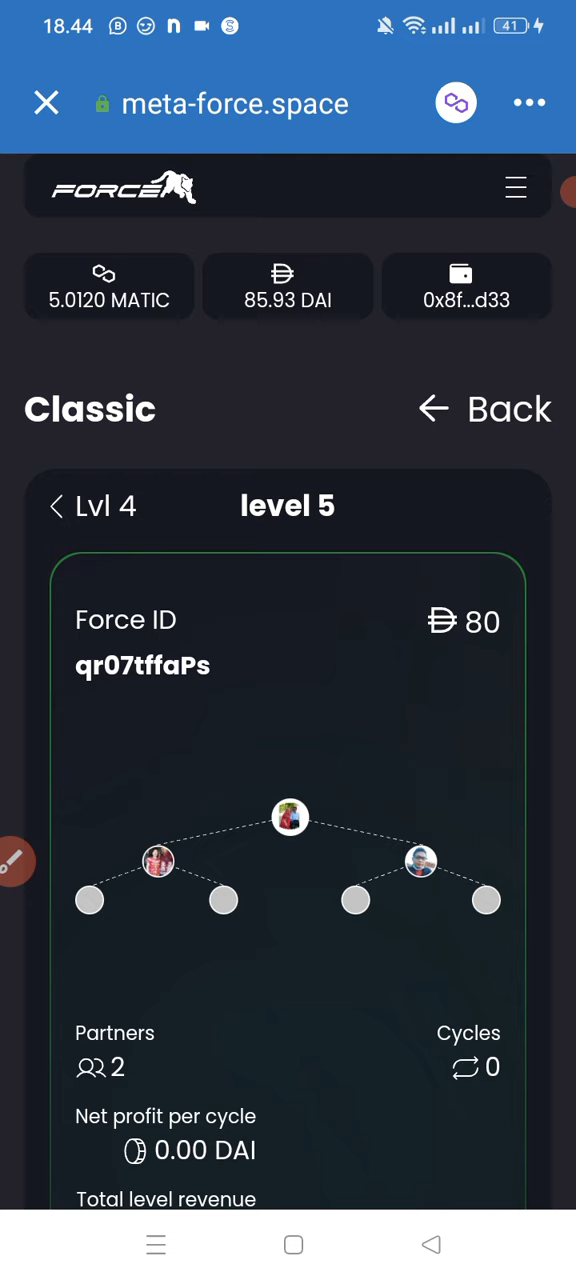 18.44
41
meta-force.space
FORCE
5.0120 MATIC
85.93 DAI
0x8f...d33
Classic
Back
Lvl 4
level 5
Force ID
80
qr07tffaPs
Partners
Cycles
2
0
Net profit per cycle
0.00 DAI
Total level revenue